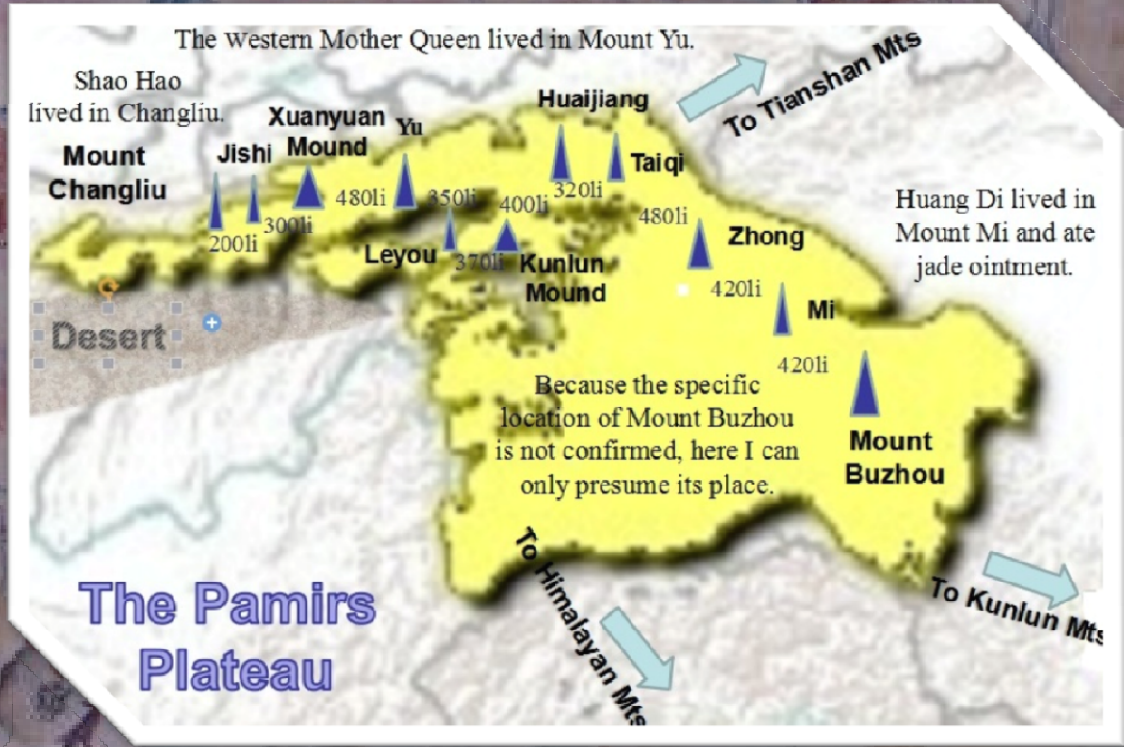 The western Mother Queen lived in Mount Yu.
Shao Hao
lived in Changliu.
Mount
Changliu
Jishi
Xuanyuan
Mound
Yu
Huaijiang
Taiqi
To Tianshan Mts
200li
300li
480li
350li
400li
320li
480li
Leyou
370li
Kunlun
Mound
Zhong
420li
Mi
420li
Huang Di lived in
Mount Mi and ate
jade ointment.
Desert
Because the specific
location of Mount Buzhou
is not confirmed, here I can
only presume its place.
Mount
Buzhou
The Pamirs
Plateau
To Himalayan Mts
To Kunlun Mts